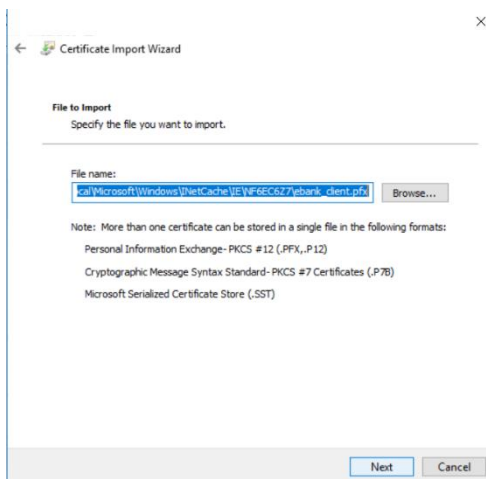 Certificate Import Wizard
File to Import
Specify the file you want to import.
File name:
cal\Microsoft\Windows\INetCache\IE\NF6EC6Z7\ebank_client.pfx Browse...
Note: More than one certificate can be stored in a single file in the following formats:
Personal Information Exchange- PKCS #12 (.PFX,.P12)
Cryptographic Message Syntax Standard- PKCS #7 Certificates (.P7B)
Microsoft Serialized Certificate Store (.SST)
Next Cancel